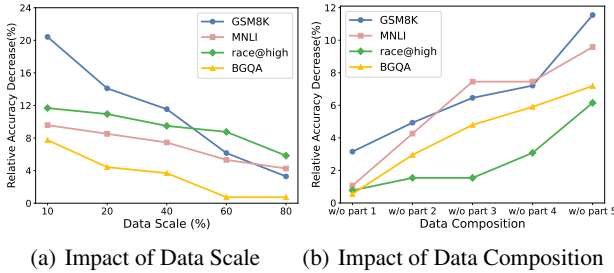 24
20
16
12
8
4
0
Relative Accuracy Decrease(%)
GSM8K
MNLI
race@high
BGQA
10
20
40
60
80
Data Scale (%)
(a) Impact of Data Scale
12
10
8
6
4
2
0
Relative Accuracy Decrease(%)
GSM8K
MNLI
race@high
BGQA
w/o part 1
w/o part 2
w/o part 3
w/o part 4
w/o part 5
Data Composition
(b) Impact of Data Composition